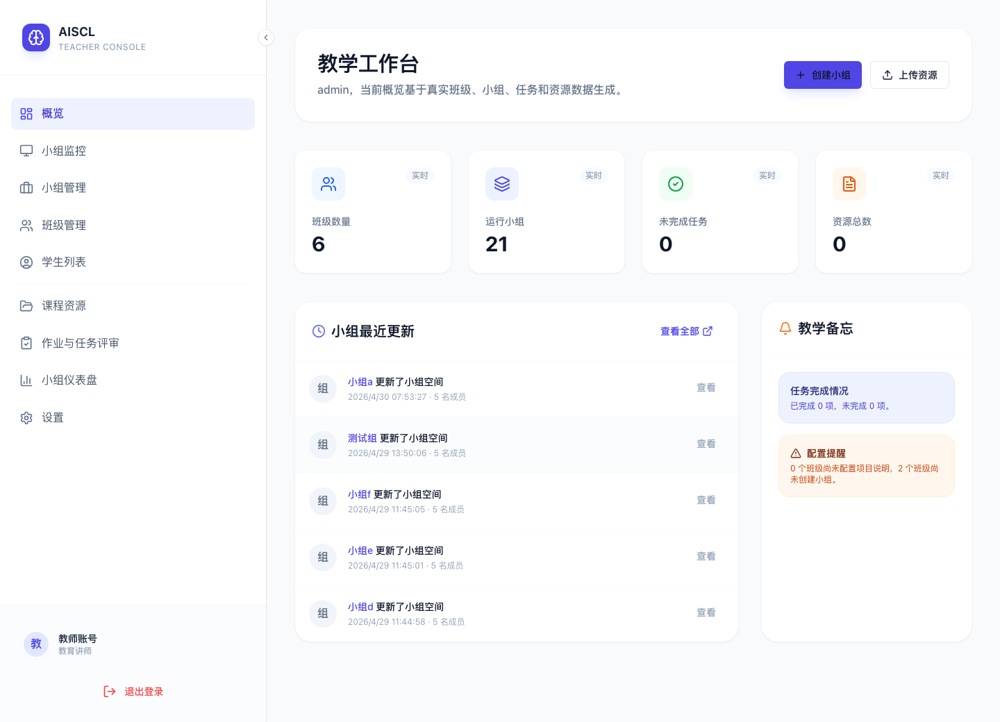 AISCL
TEACHER CONSOLE
概览
小组监控
小组管理
班级管理
学生列表
课程资源
作业与任务评审
小组仪表盘
设置
教
教师账号
教育讲师
退出登录
教学工作台
admin，当前概览基于真实班级、小组、任务和资源数据生成。
创建小组
上传资源
实时
班级数量
6
实时
运行小组
21
实时
未完成任务
0
实时
资源总数
0
小组最近更新
查看全部
组
小组a 更新了小组空间
2026/4/30 07:53:27 · 5 名成员
查看
组
测试组 更新了小组空间
2026/4/29 13:50:06 · 5 名成员
查看
组
小组f 更新了小组空间
2026/4/29 11:45:05 · 5 名成员
查看
组
小组e 更新了小组空间
2026/4/29 11:45:01 · 5 名成员
查看
组
小组d 更新了小组空间
2026/4/29 11:44:58 · 5 名成员
查看
教学备忘
任务完成情况
已完成 0 项，未完成 0 项。
配置提醒
0 个班级尚未配置项目说明，2 个班级尚
未创建小组。